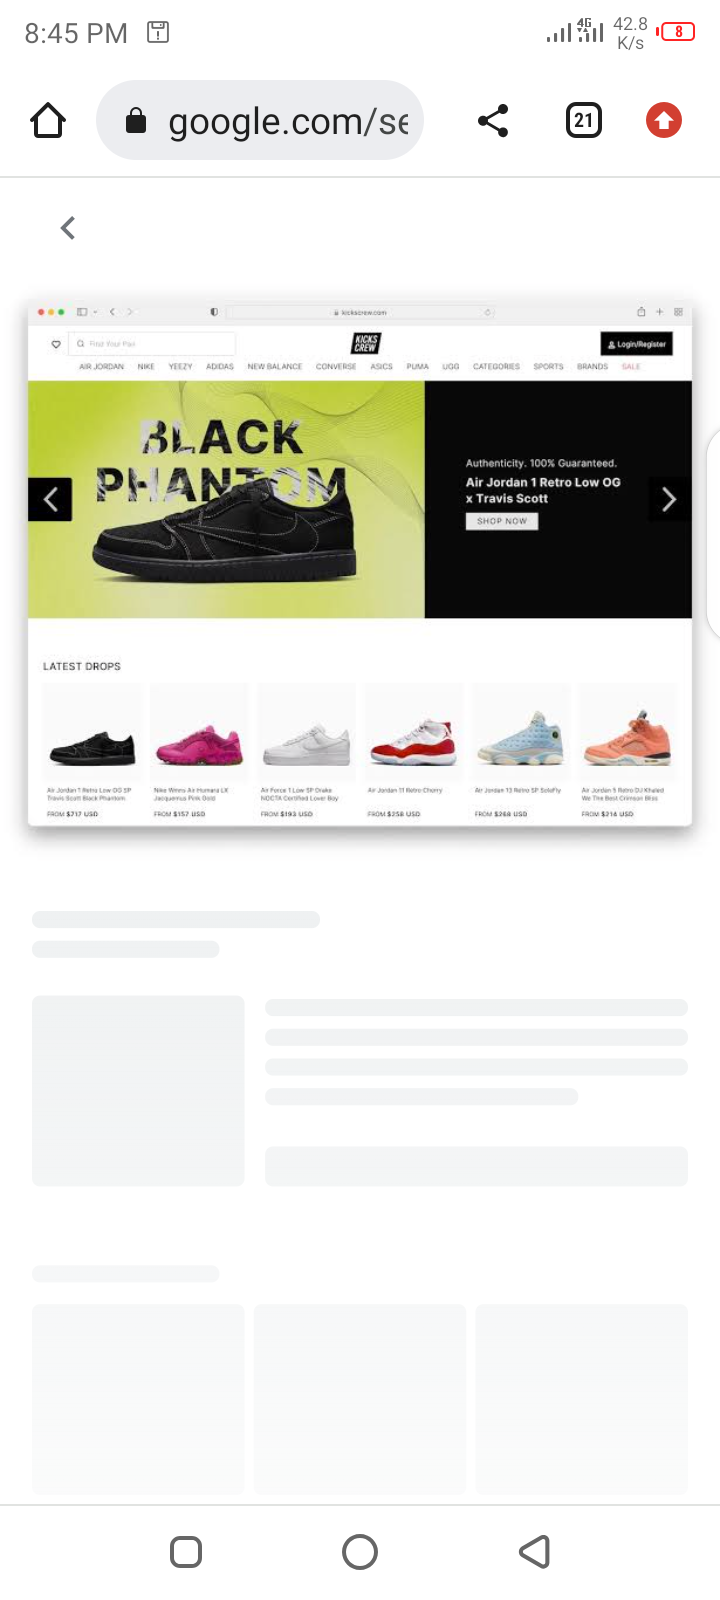 8:45 PM
4G
42.8
K/s
8
google.com/se
21
kickscrew.com
Find Your Pair
KICKS
CREW
Login/Register
AIR JORDAN NIKE YEEZY ADIDAS NEW BALANCE CONVERSE ASICS PUMA UGG CATEGORIES SPORTS BRANDS SALE
BLACK
PHANTOM
Authenticity. 100% Guaranteed.
Air Jordan 1 Retro Low OG
x Travis Scott
SHOP NOW
LATEST DROPS
Air Jordan 1 Retro Low OG SP
Travis Scott Black Phantom
FROM $717 USD
Nike Wmns Air Humara LX
Jacquemus Pink Gold
FROM $157 USD
Air Force 1 Low SP Drake
NOCTA Certified Lover Boy
FROM $193 USD
Air Jordan 11 Retro Cherry
FROM $258 USD
Air Jordan 13 Retro SP SoleFly
FROM $268 USD
Air Jordan 5 Retro DJ Khaled
We The Best Crimson Bliss
FROM $214 USD